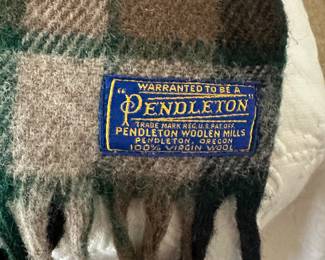 WARRANTED TO BE A
"PENDLETON"
TRADE MARK REG. U.S. PAT. OFF.
PENDLETON WOOLEN MILLS
PENDLETON, OREGON
100% VIRGIN WOOL